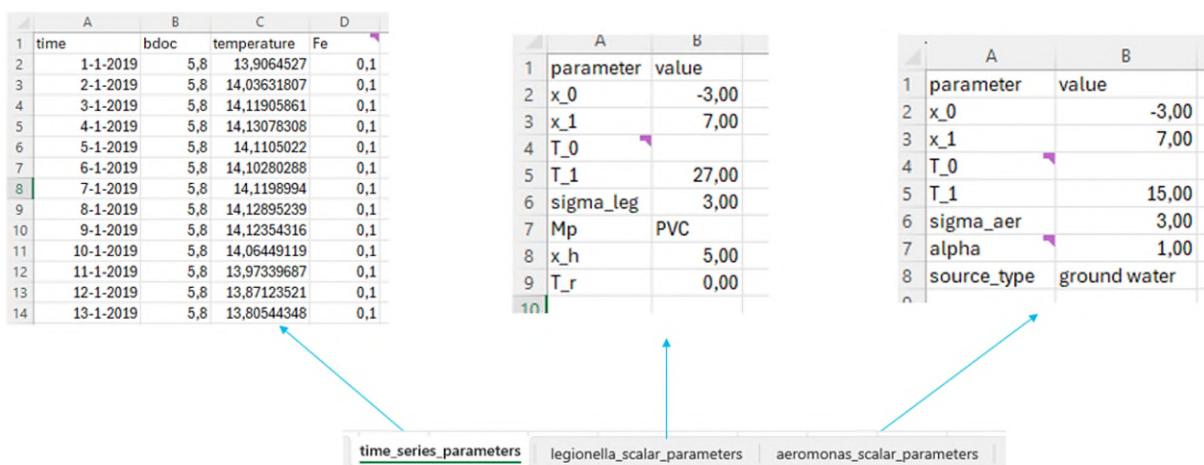 A B C D
1 time bdoc temperature Fe
2 1-1-2019 5,8 13,9064527 0,1
3 2-1-2019 5,8 14,03631807 0,1
4 3-1-2019 5,8 14,11905861 0,1
5 4-1-2019 5,8 14,13078308 0,1
6 5-1-2019 5,8 14,1105022 0,1
7 6-1-2019 5,8 14,10280288 0,1
8 7-1-2019 5,8 14,1198994 0,1
9 8-1-2019 5,8 14,12895239 0,1
10 9-1-2019 5,8 14,12354316 0,1
11 10-1-2019 5,8 14,06449119 0,1
12 11-1-2019 5,8 13,97339687 0,1
13 12-1-2019 5,8 13,87123521 0,1
14 13-1-2019 5,8 13,80544348 0,1
A B
1 parameter value
2 x_0 -3,00
3 x_1 7,00
4 T_0
5 T_1 27,00
6 sigma_leg 3,00
7 Mp PVC
8 x_h 5,00
9 T_r 0,00
10
A B
1 parameter value
2 x_0 -3,00
3 x_1 7,00
4 T_0
5 T_1 15,00
6 sigma_aer 3,00
7 alpha 1,00
8 source_type ground water
time_series_parameters legionella_scalar_parameters aeromonas_scalar_parameters